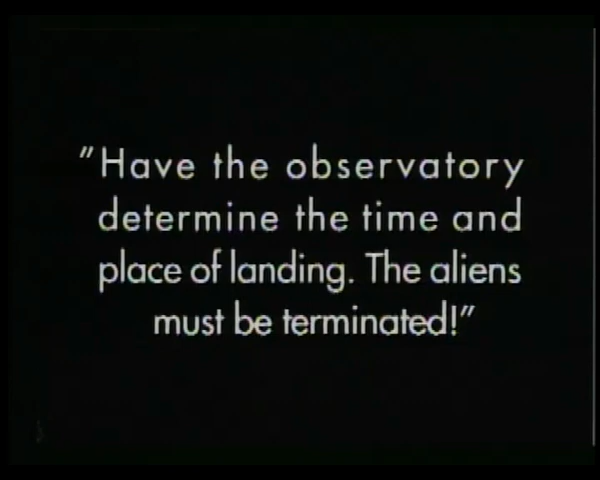 "Have the observatory
determine the time and
place of landing. The aliens
must be terminated!"